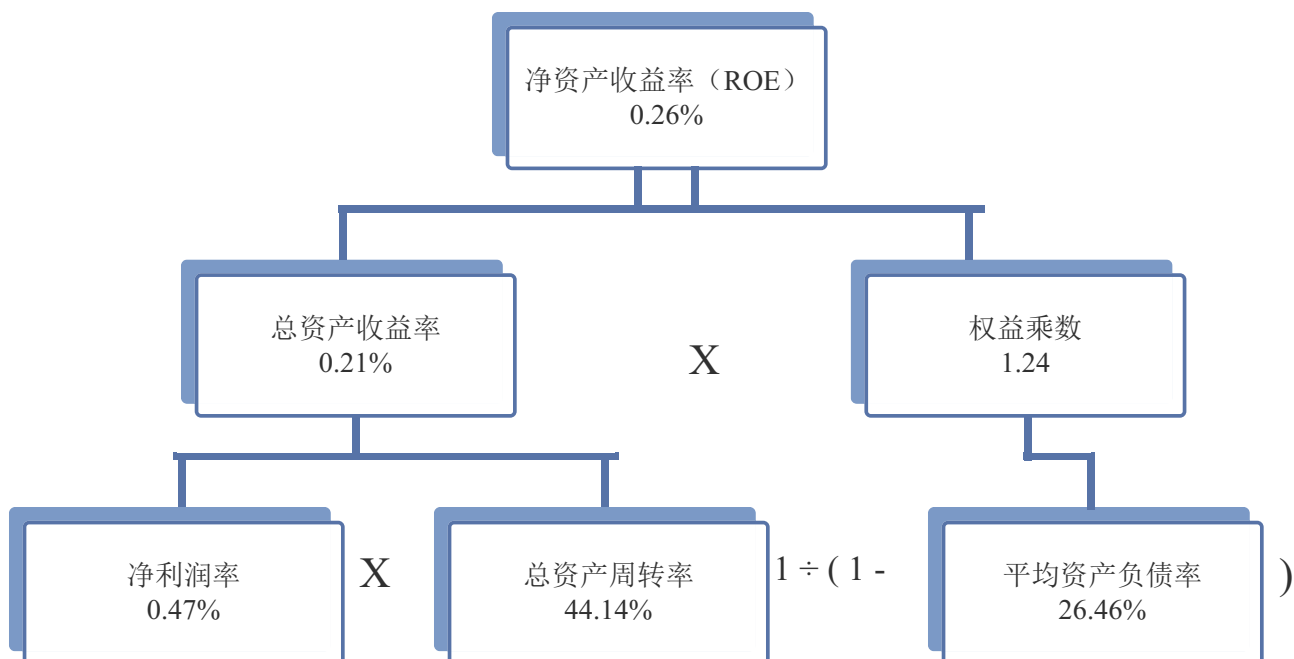 净资产收益率（ROE）
0.26%
总资产收益率
0.21%
X
权益乘数
1.24
净利润率
0.47%
X
总资产周转率
44.14%
1 ÷ ( 1 -
平均资产负债率
26.46%
)